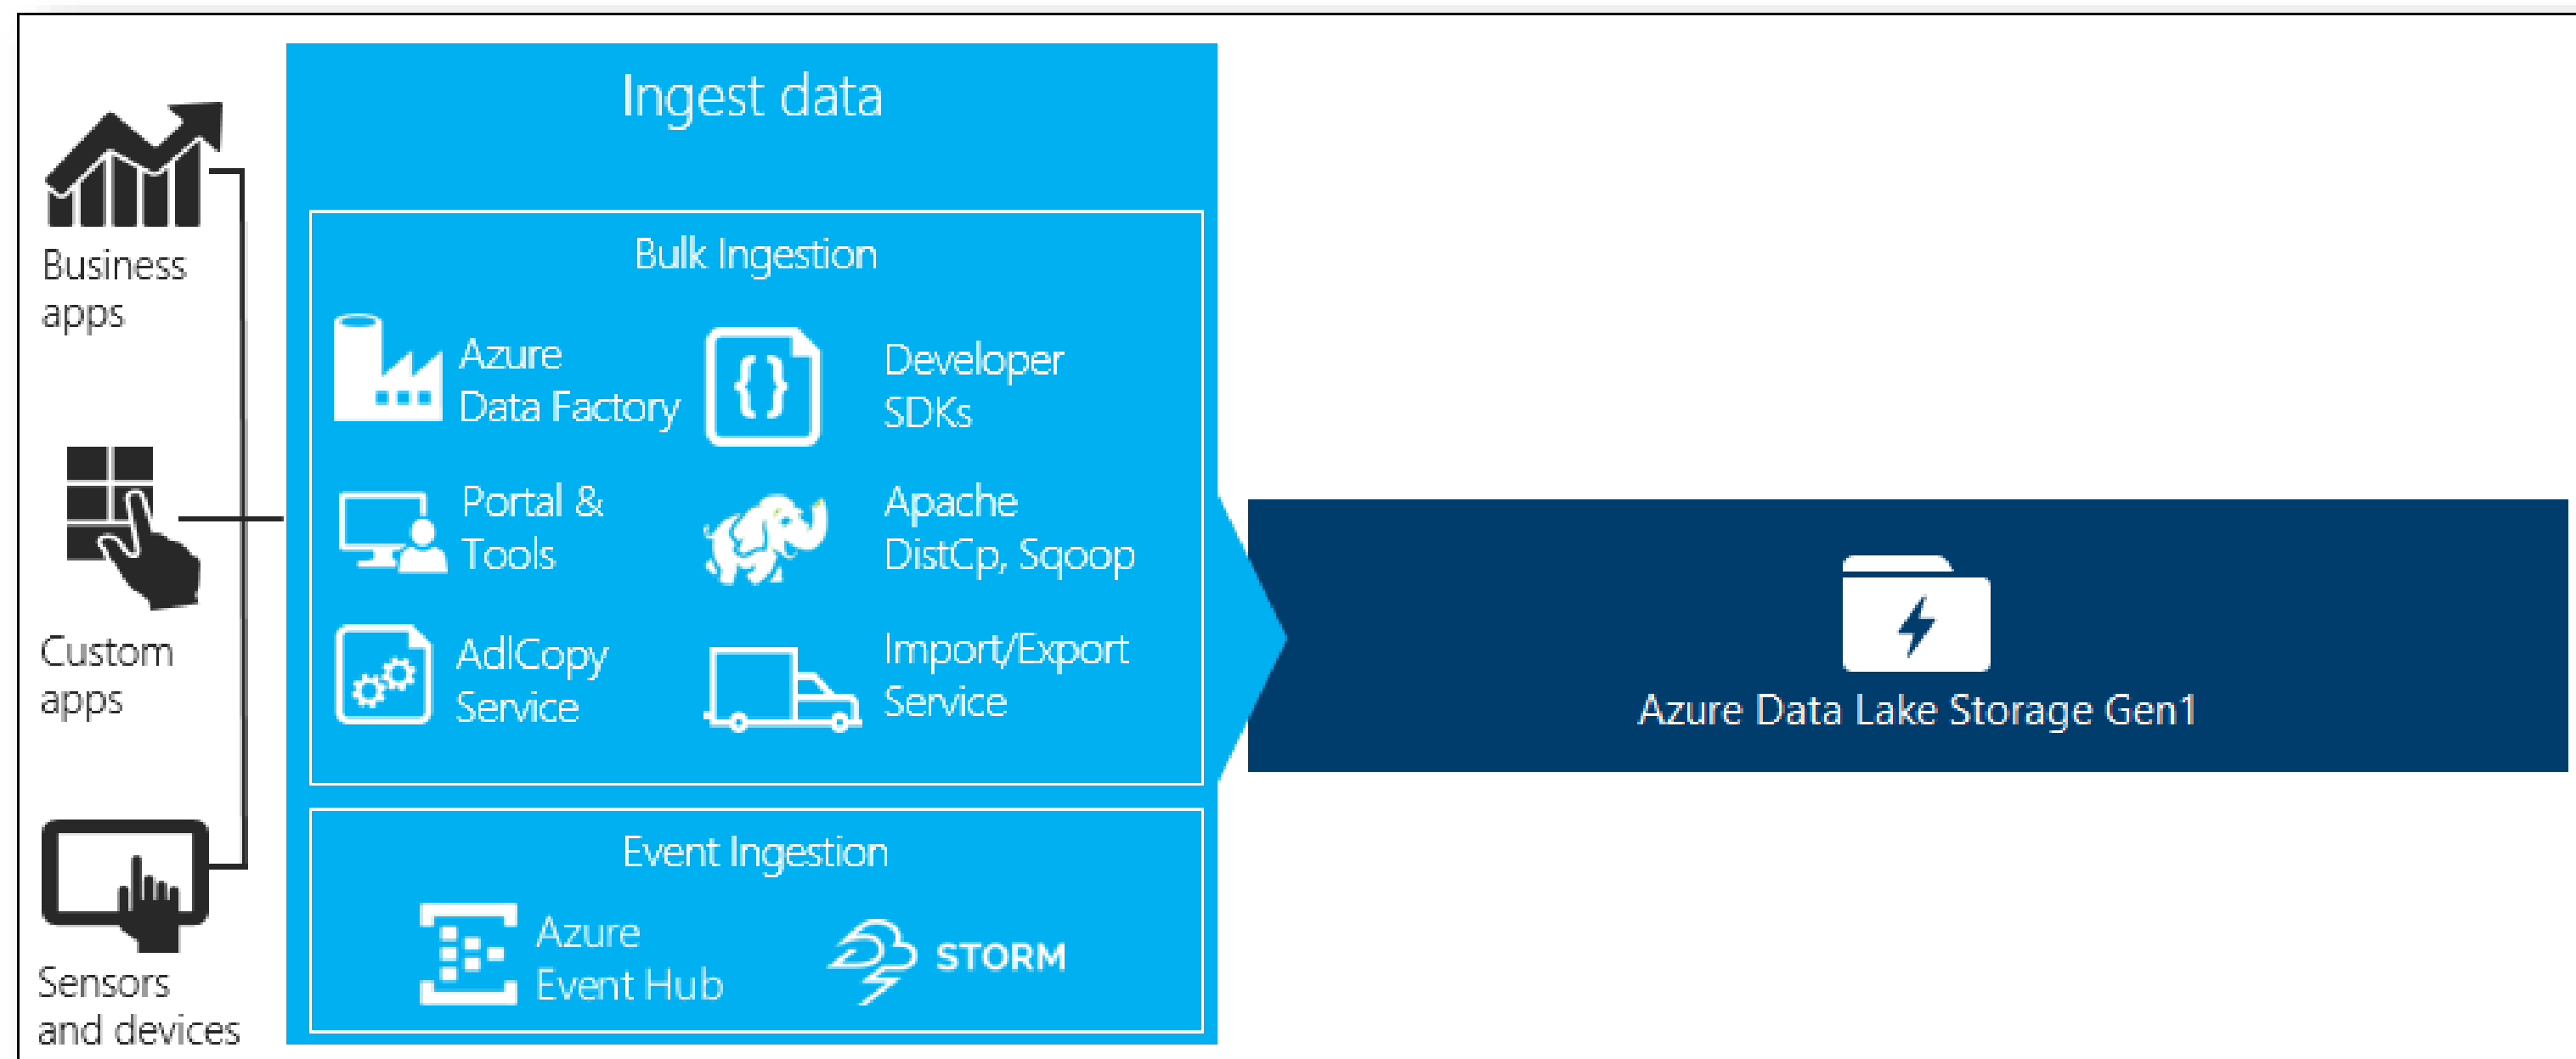 Ingest data
Business
apps
Custom
apps
Sensors
and devices
Bulk Ingestion
Azure
Data Factory
Developer
SDKs
Portal &
Tools
Apache
DistCp, Sqoop
AdlCopy
Service
Import/Export
Service
Event Ingestion
Azure
Event Hub
STORM
Azure Data Lake Storage Gen1